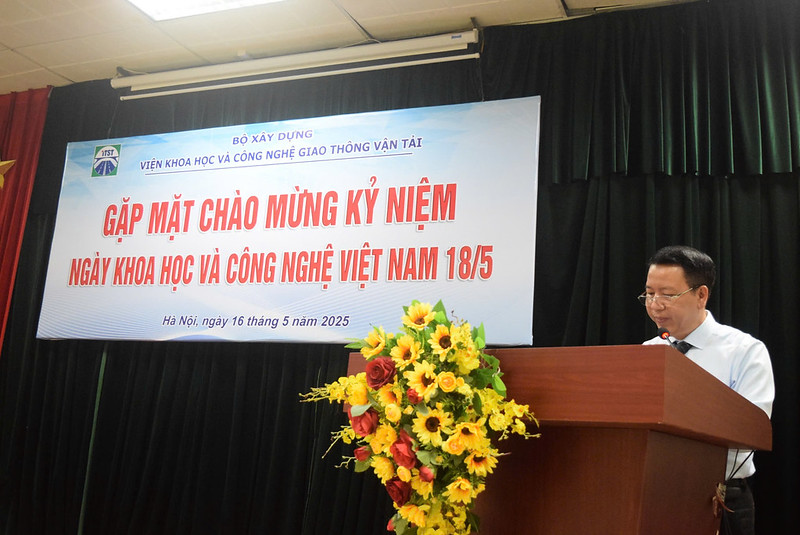 BỘ XÂY DỰNG
ITST
VIỆN KHOA HỌC VÀ CÔNG NGHỆ GIAO THÔNG VẬN TẢI
GẶP MẶT CHÀO MỪNG KỶ NIỆM
NGÀY KHOA HỌC VÀ CÔNG NGHỆ VIỆT NAM 18/5
Hà Nội, ngày 16 tháng 5 năm 2025